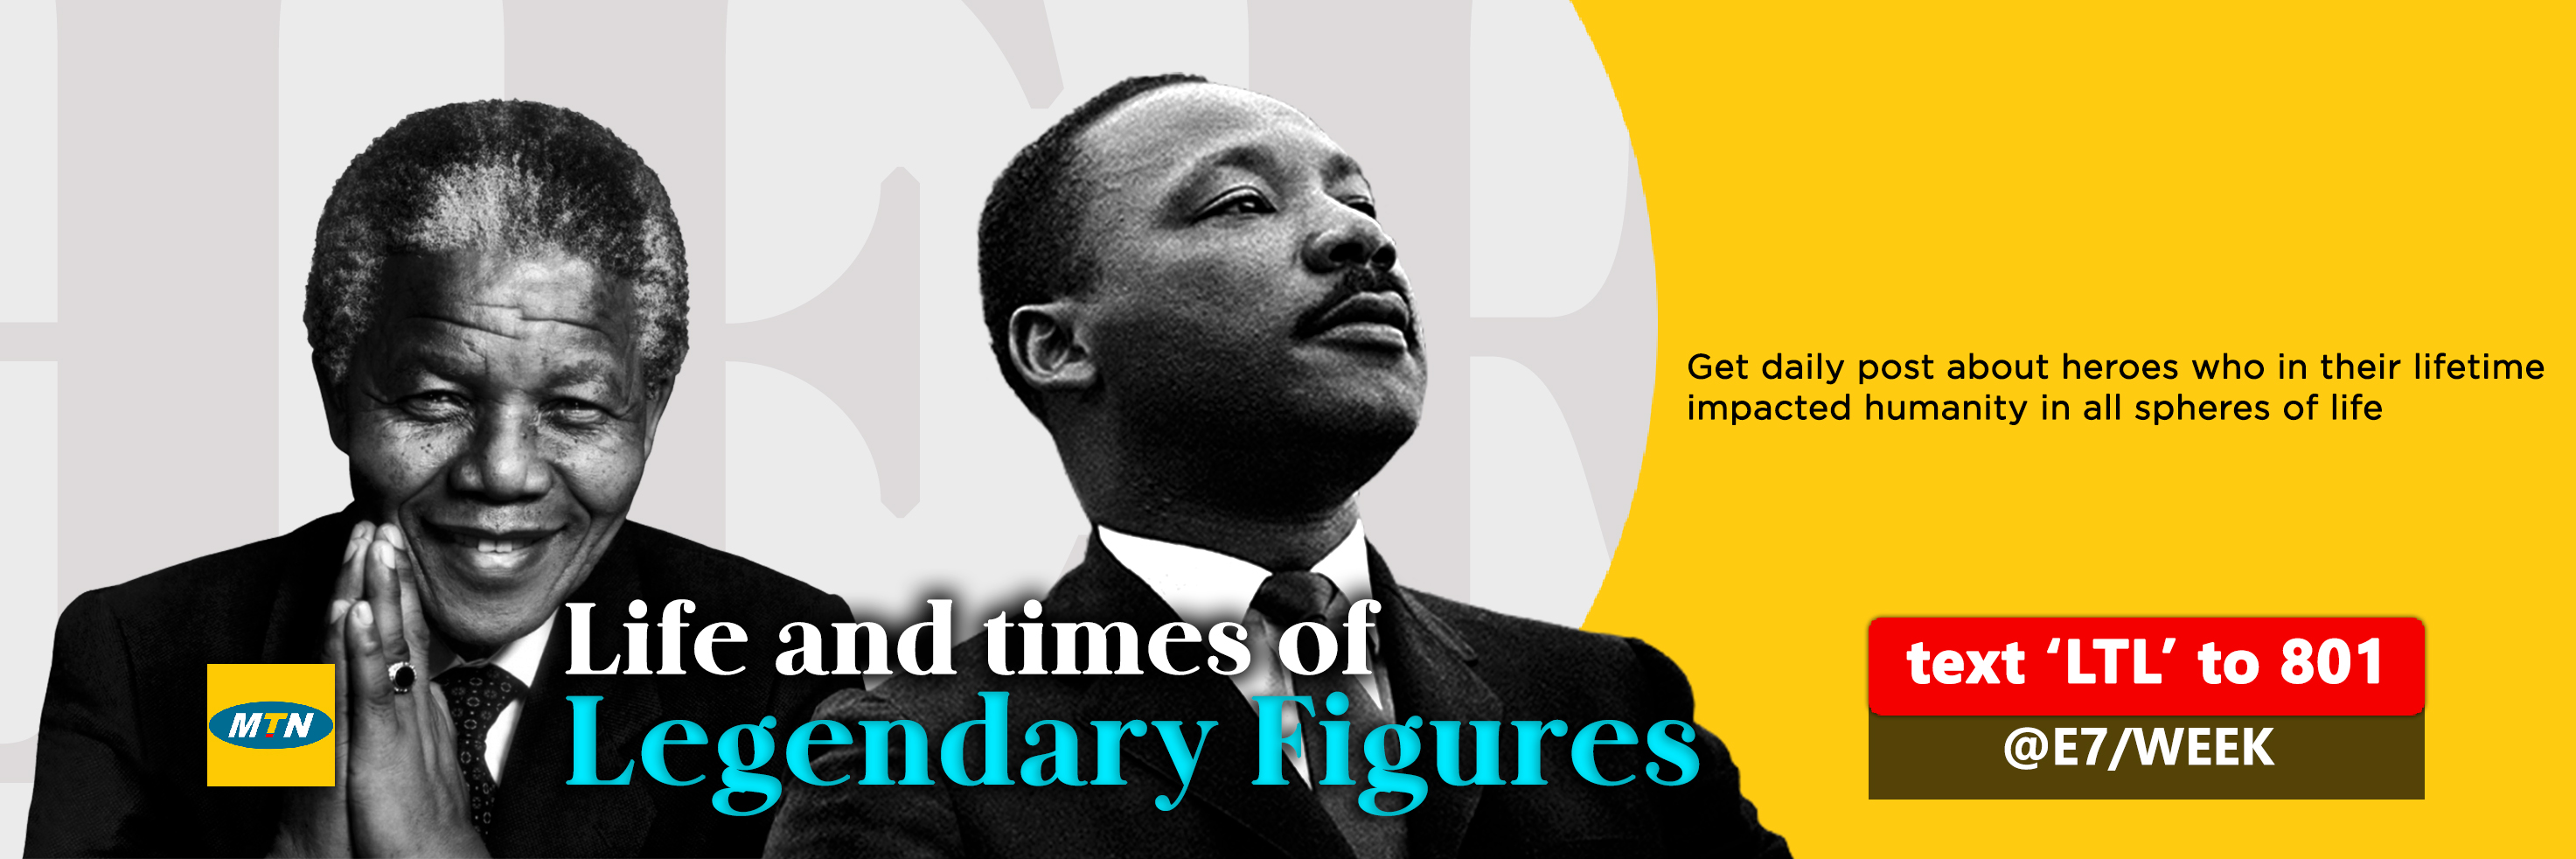 Get daily post about heroes who in their lifetime
impacted humanity in all spheres of life
Life and times of
Legendary Figures
MTN
text ‘LTL’ to 801
@E7/WEEK